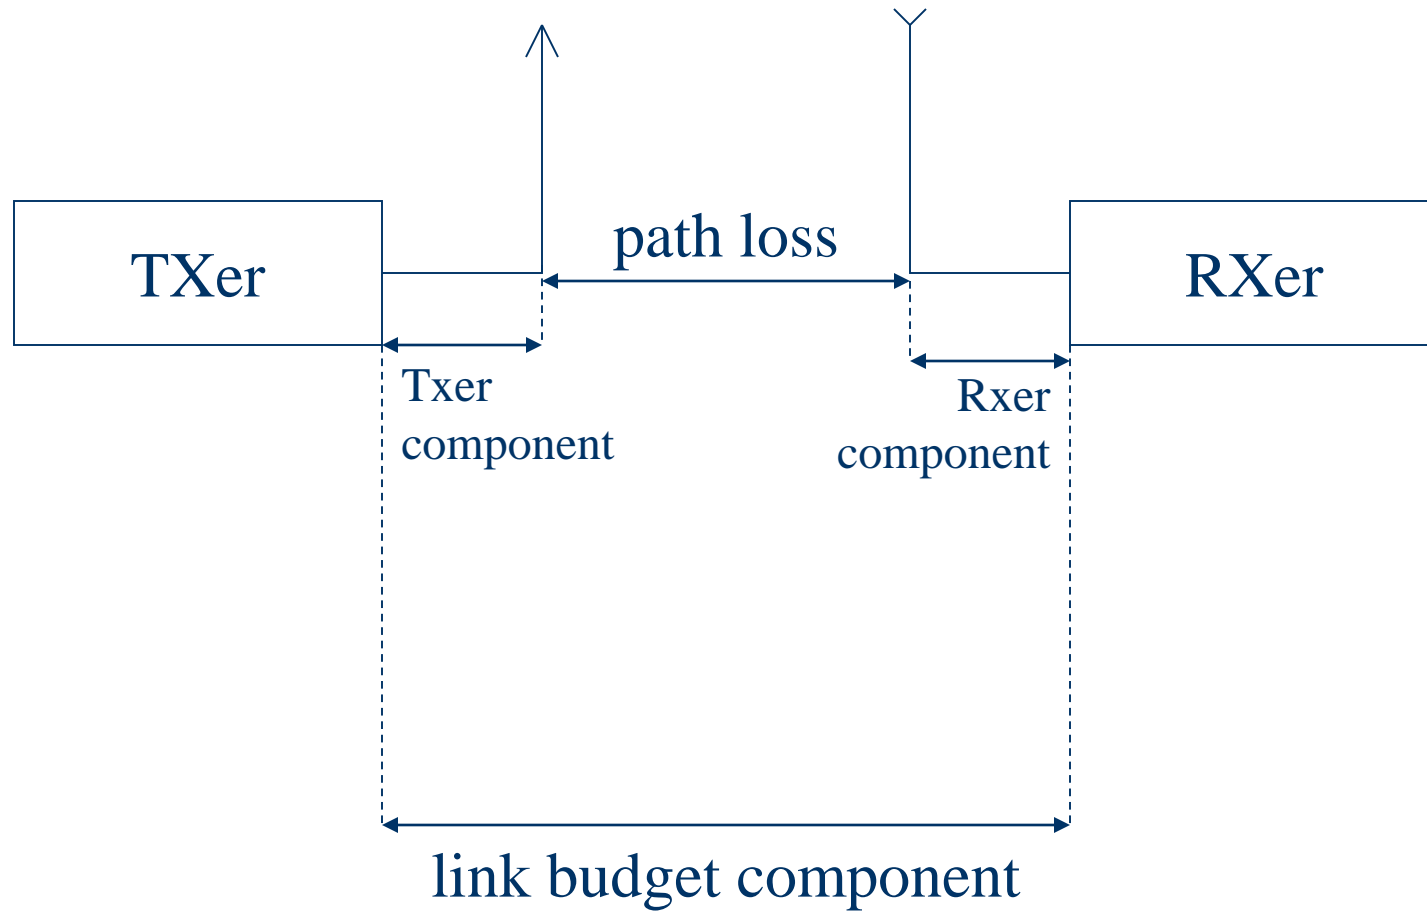 path loss
TXer
RXer
Txer
component
Rxer
component
link budget component